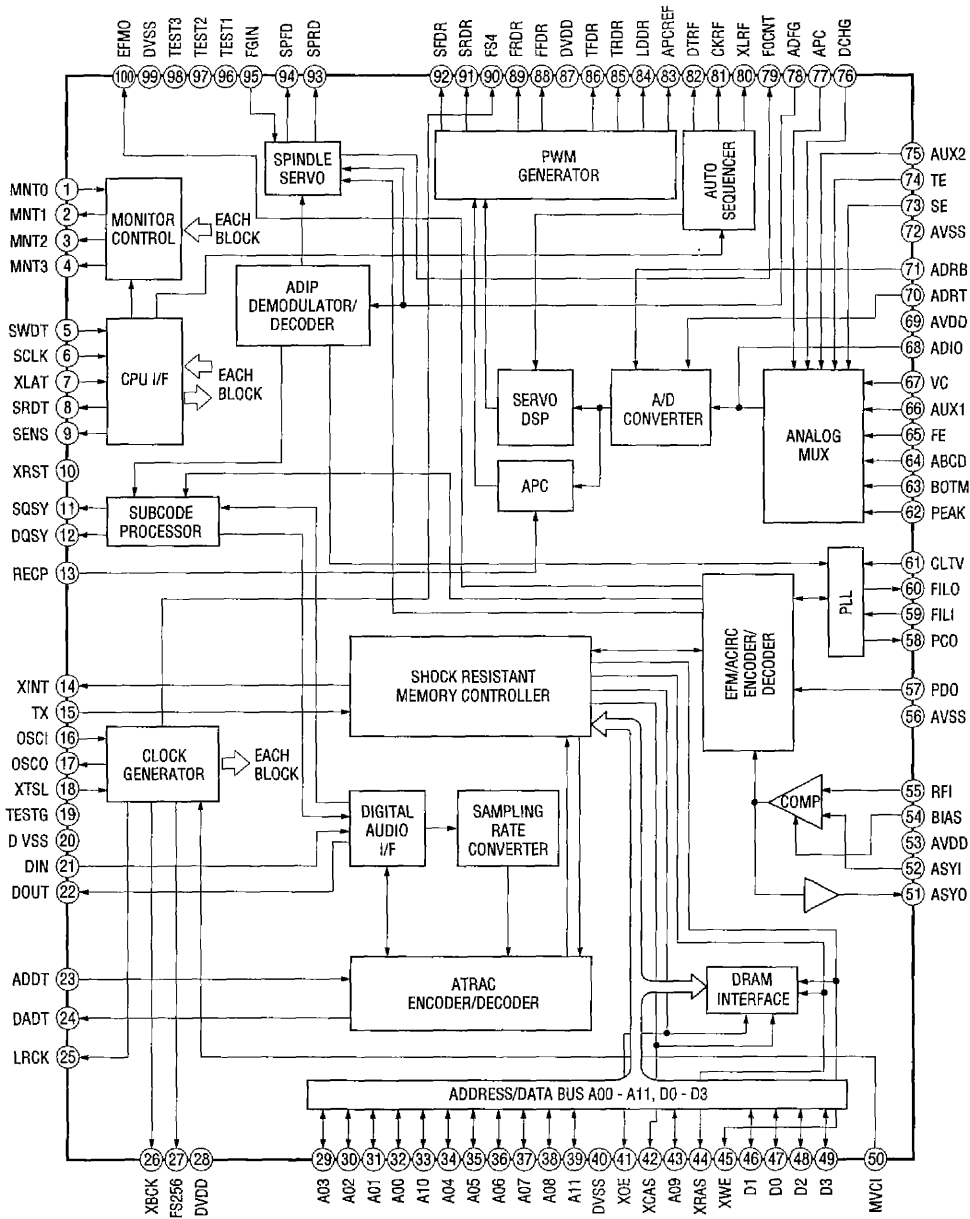 EFMO DVSS TEST3 TEST2 TEST1 FGIN SPFD SPRD SFDR SRDR FS4 FRDR FFDR DVDD TFDR TRDR LDDR APCREF DTRF CKRF XLRF F0CNT ADFG APC DCHG
100 99 98 97 96 95 94 93 92 91 90 89 88 87 86 85 84 83 82 81 80 79 78 77 76
MNT0 1
MNT1 2
MNT2 3
MNT3 4
SWDT 5
SCLK 6
XLAT 7
SRDT 8
SENS 9
XRST 10
SQSY 11
DQSY 12
RECP 13
XINT 14
TX 15
OSCI 16
OSCO 17
XTSL 18
TESTG 19
D VSS 20
DIN 21
DOUT 22
ADDT 23
DADT 24
LRCK 25
MONITOR
CONTROL
EACH
BLOCK
SPINDLE
SERVO
PWM
GENERATOR
AUTO
SEQUENCER
ADIP
DEMODULATOR/
DECODER
CPU I/F
EACH
BLOCK
SERVO
DSP
A/D
CONVERTER
ANALOG
MUX
APC
SUBCODE
PROCESSOR
PLL
EFM/ACIRC
ENCODER/
DECODER
SHOCK RESISTANT
MEMORY CONTROLLER
CLOCK
GENERATOR
EACH
BLOCK
COMP
DIGITAL
AUDIO
I/F
SAMPLING
RATE
CONVERTER
ATRAC
ENCODER/DECODER
DRAM
INTERFACE
ADDRESS/DATA BUS A00 - A11, D0 - D3
75 AUX2
74 TE
73 SE
72 AVSS
71 ADRB
70 ADRT
69 AVDD
68 ADIO
67 VC
66 AUX1
65 FE
64 ABCD
63 BOTM
62 PEAK
61 CLTV
60 FILO
59 FILI
58 PCO
57 PDO
56 AVSS
55 RFI
54 BIAS
53 AVDD
52 ASYI
51 ASYO
26 27 28 29 30 31 32 33 34 35 36 37 38 39 40 41 42 43 44 45 46 47 48 49 50
XBCK FS256 DVDD A03 A02 A01 A00 A10 A04 A05 A06 A07 A08 A11 DVSS XOE XCAS A09 XRAS XWE D1 D0 D2 D3 MVCI